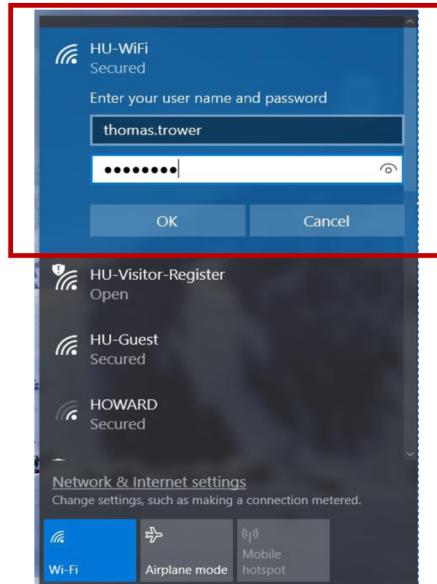 HU-WiFi
Secured
Enter your user name and password
thomas.trower
••••••••
OK Cancel
HU-Visitor-Register
Open
HU-Guest
Secured
HOWARD
Secured
Network & Internet settings
Change settings, such as making a connection metered.
Wi-Fi
Airplane mode
Mobile
hotspot